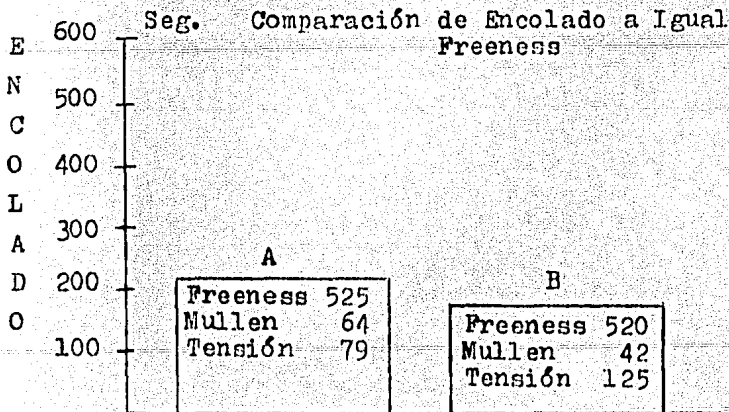 Seg. Comparación de Encolado a Igual
Freeness
ENCOLADO
600
500
400
300
200
100
A
Freeness 525
Mullen 64
Tensión 79
B
Freeness 520
Mullen 42
Tensión 125